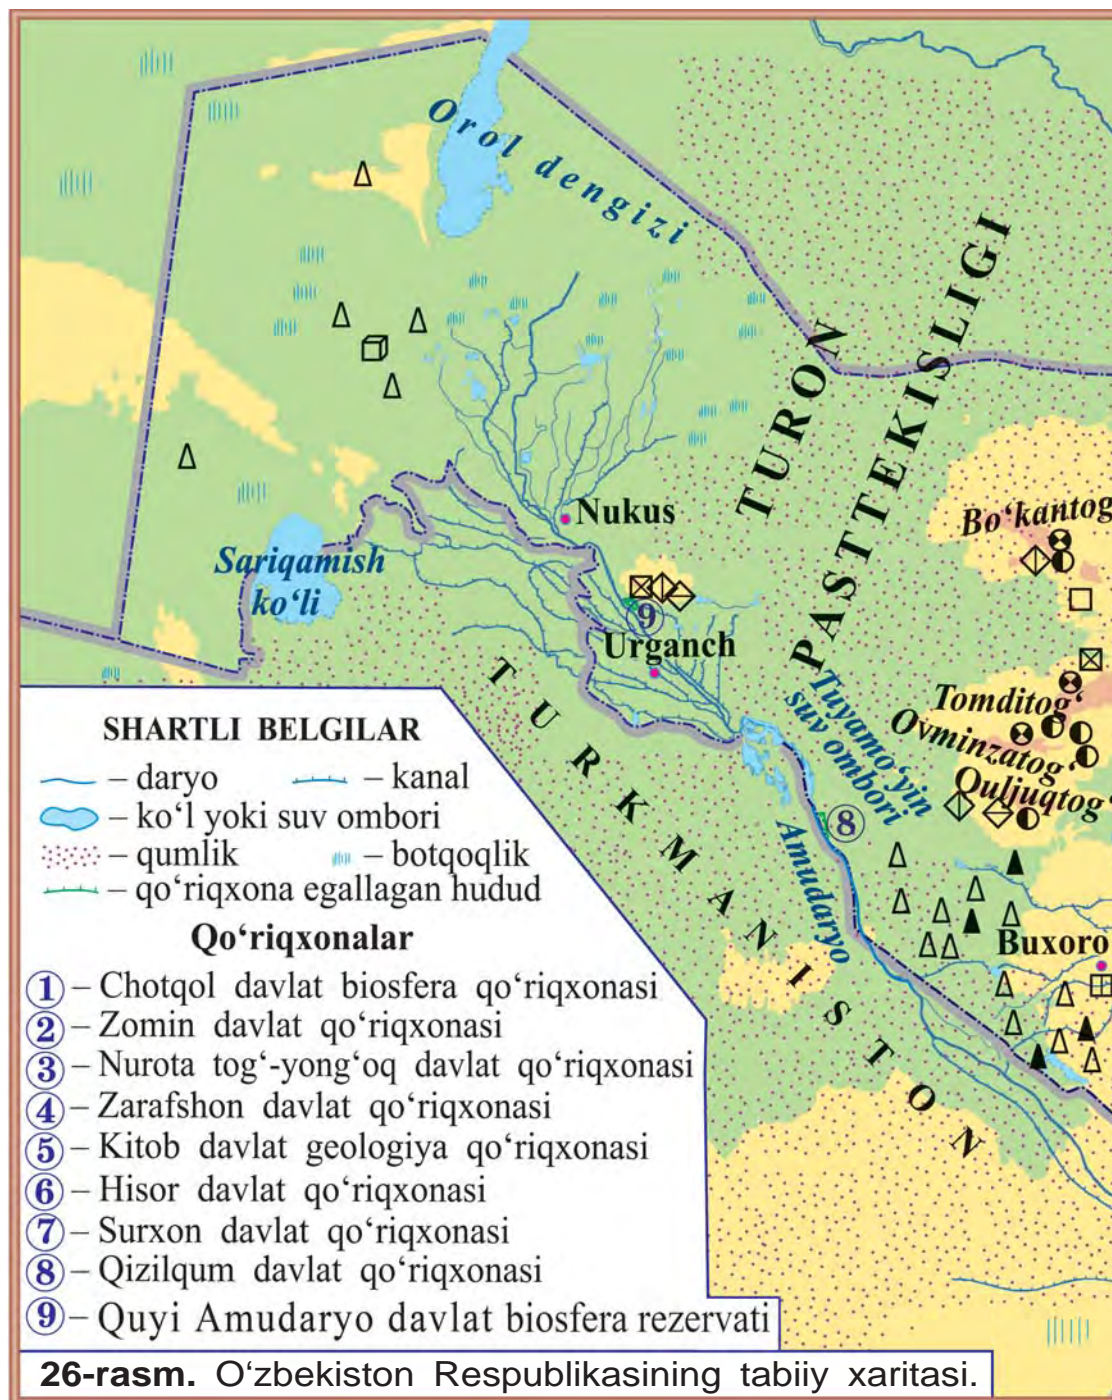 Orol dengizi
TURON
PASTTEKISLIGI
Nukus
Bo‘kantog‘
Sariqamish
ko‘li
9
Urganch
Tuyamo‘yin
suv ombori
Tomditog‘
Ovminzatog‘
Quljuqtog‘
8
Amudaryo
TURKMANISTON
Buxoro
SHARTLI BELGILAR
– daryo
– kanal
– ko‘l yoki suv ombori
– qumlik
– botqoqlik
– qo‘riqxona egallagan hudud
Qo‘riqxonalar
1 – Chotqol davlat biosfera qo‘riqxonasi
2 – Zomin davlat qo‘riqxonasi
3 – Nurota tog‘-yong‘oq davlat qo‘riqxonasi
4 – Zarafshon davlat qo‘riqxonasi
5 – Kitob davlat geologiya qo‘riqxonasi
6 – Hisor davlat qo‘riqxonasi
7 – Surxon davlat qo‘riqxonasi
8 – Qizilqum davlat qo‘riqxonasi
9 – Quyi Amudaryo davlat biosfera rezervati
26-rasm. O‘zbekiston Respublikasining tabiiy xaritasi.